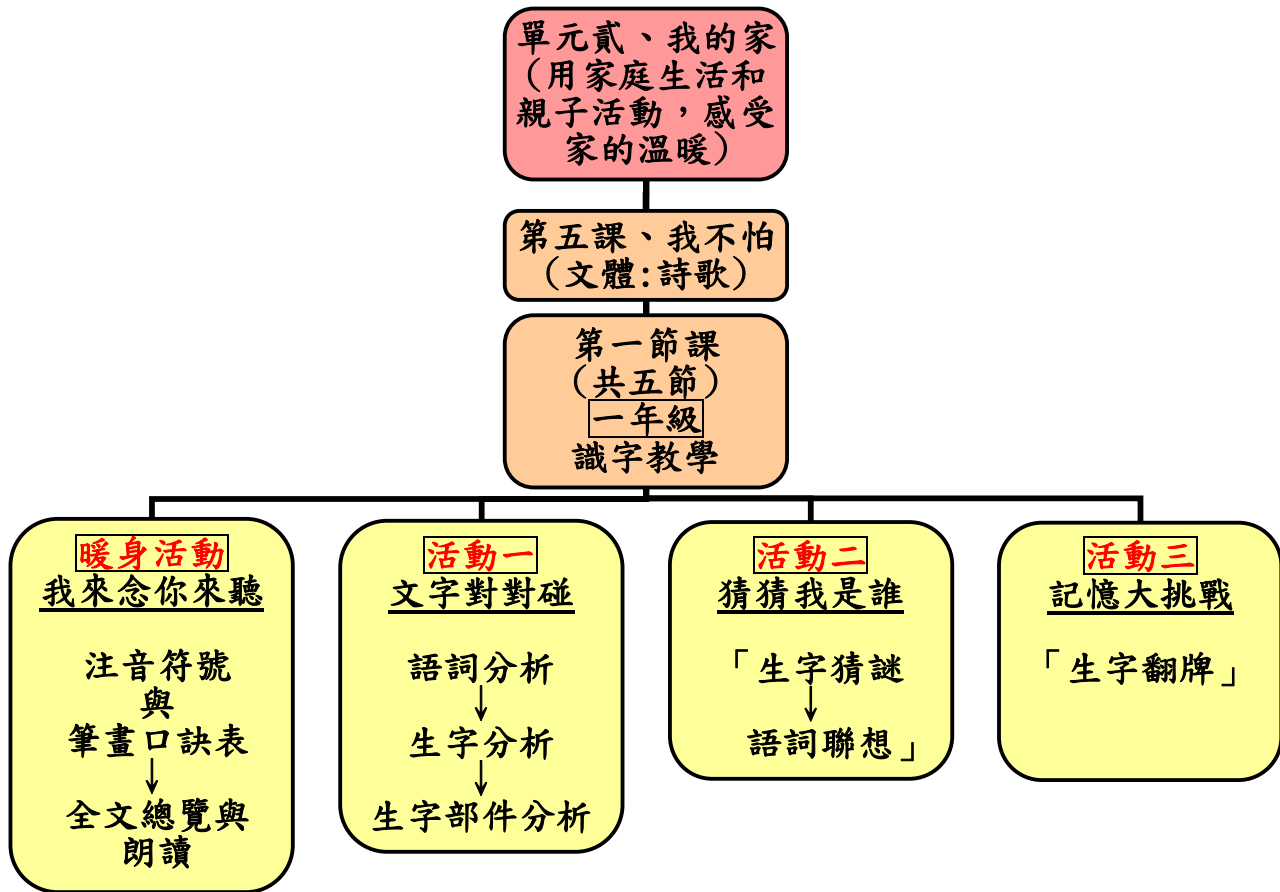 單元貳、我的家
（用家庭生活和
親子活動，感受
家的溫暖）
第五課、我不怕
（文體:詩歌）
第一節課
（共五節）
一年級
識字教學
暖身活動
我來念你來聽
注音符號
與
筆畫口訣表
↓
全文總覽與
朗讀
活動一
文字對對碰
語詞分析
↓
生字分析
↓
生字部件分析
活動二
猜猜我是誰
「生字猜謎
↓
語詞聯想」
活動三
記憶大挑戰
「生字翻牌」